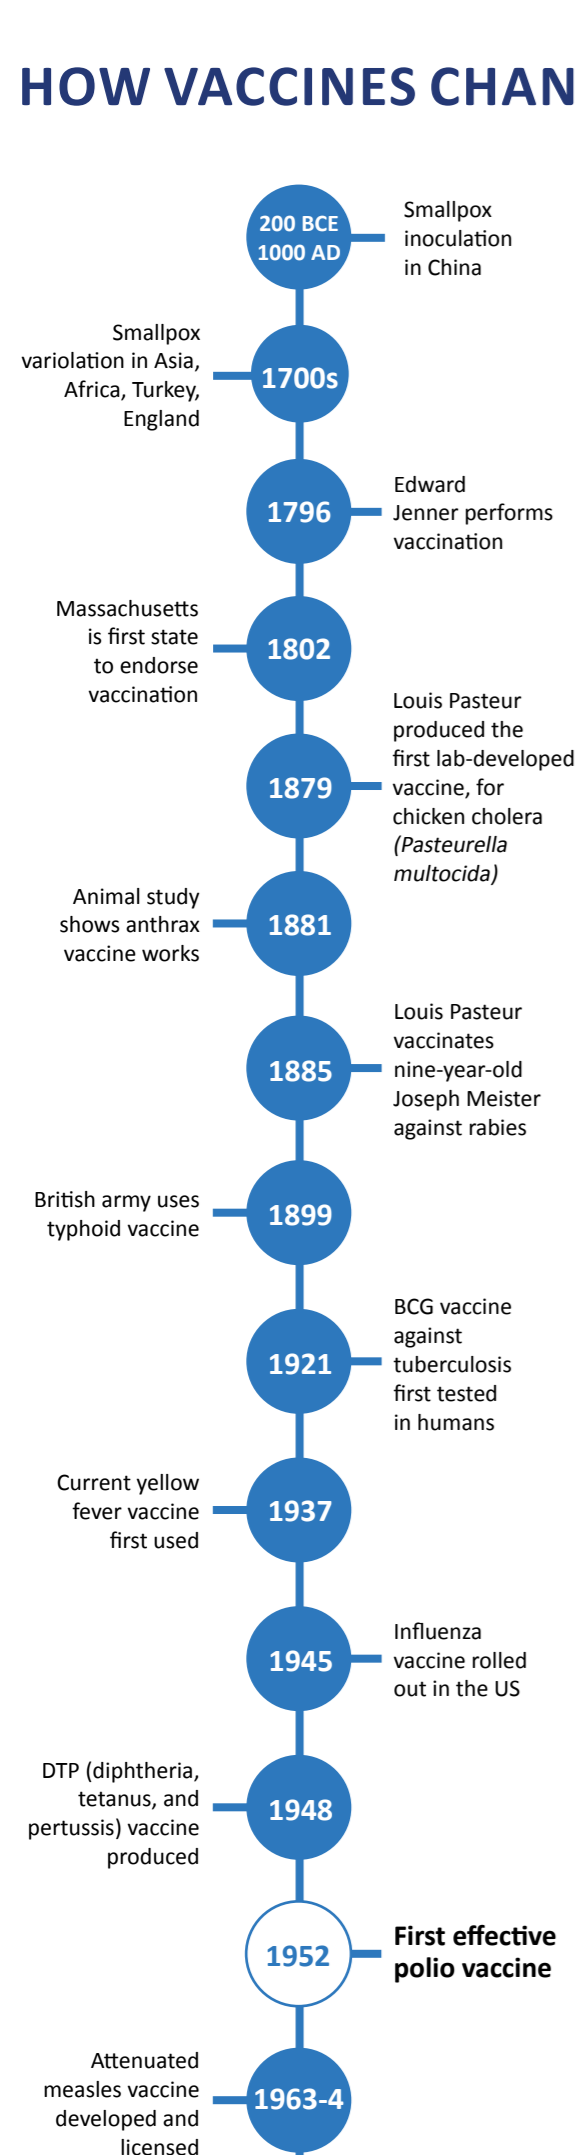 HOW VACCINES CHAN
200 BCE
1000 AD
Smallpox
inoculation
in China
Smallpox
variolation in Asia,
Africa, Turkey,
England
1700s
1796
Edward
Jenner performs
vaccination
Massachusetts
is first state
to endorse
vaccination
1802
1879
Louis Pasteur
produced the
first lab-developed
vaccine, for
chicken cholera
(Pasteurella
multocida)
Animal study
shows anthrax
vaccine works
1881
1885
Louis Pasteur
vaccinates
nine-year-old
Joseph Meister
against rabies
British army uses
typhoid vaccine
1899
1921
BCG vaccine
against
tuberculosis
first tested
in humans
Current yellow
fever vaccine
first used
1937
1945
Influenza
vaccine rolled
out in the US
DTP (diphtheria,
tetanus, and
pertussis) vaccine
produced
1948
1952
First effective
polio vaccine
Attenuated
measles vaccine
developed and
licensed
1963-4